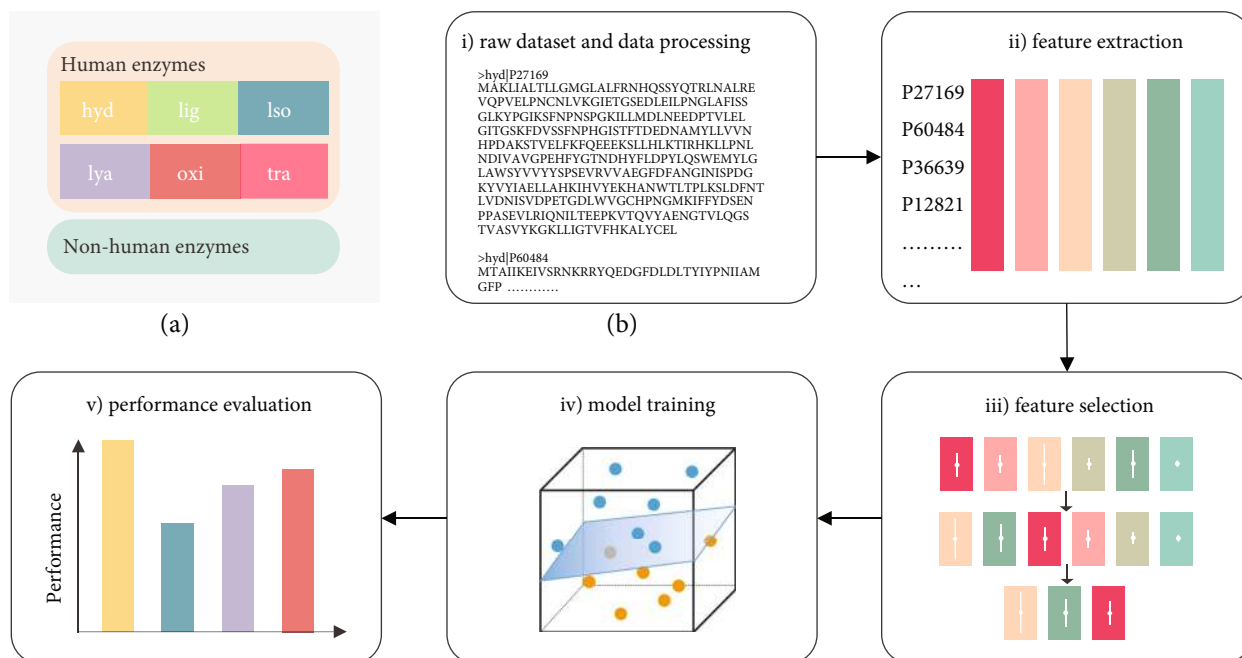 Human enzymes
hyd lig lso
lya oxi tra
Non-human enzymes
(a)
i) raw dataset and data processing
>hyd|P27169
MAKLIALTLLGMGLALFRNHQSSYQTRLNALRE
VQPVELPNCNLVKGIETGSEDLEILPNGLAFISS
GLKYPGIKSFNPNSPGKILLMDLNEEDPTVLEL
GITGSKFDVSSFNPHGISTFTDEDNAMYLLVVN
HPDAKSTVELFKFQEEEKSLLHLKTIRHKLLPNL
NDIVAVGPEHFYGTNDHYFLDPYLQSWEMYLG
LAWSYVVYYSPSEVRVVAEGFDFANGINISPDG
KYVYIAELLAHKIHVYEKHANWTLTPLKSLDFNT
LVDNISVDPETGDLWVGCHPNGMKIFFYDSEN
PPASEVLRIQNILTEEPKVTQVYAENGTVLQGS
TVASVYKGKLLIGTVFHKALYCEL
>hyd|P60484
MTAIIKEIVSRNKRRYQEDGFDLDLTYIYPNIIAM
GFP …………
(b)
ii) feature extraction
P27169
P60484
P36639
P12821
………
…
iii) feature selection
iv) model training
v) performance evaluation
Performance